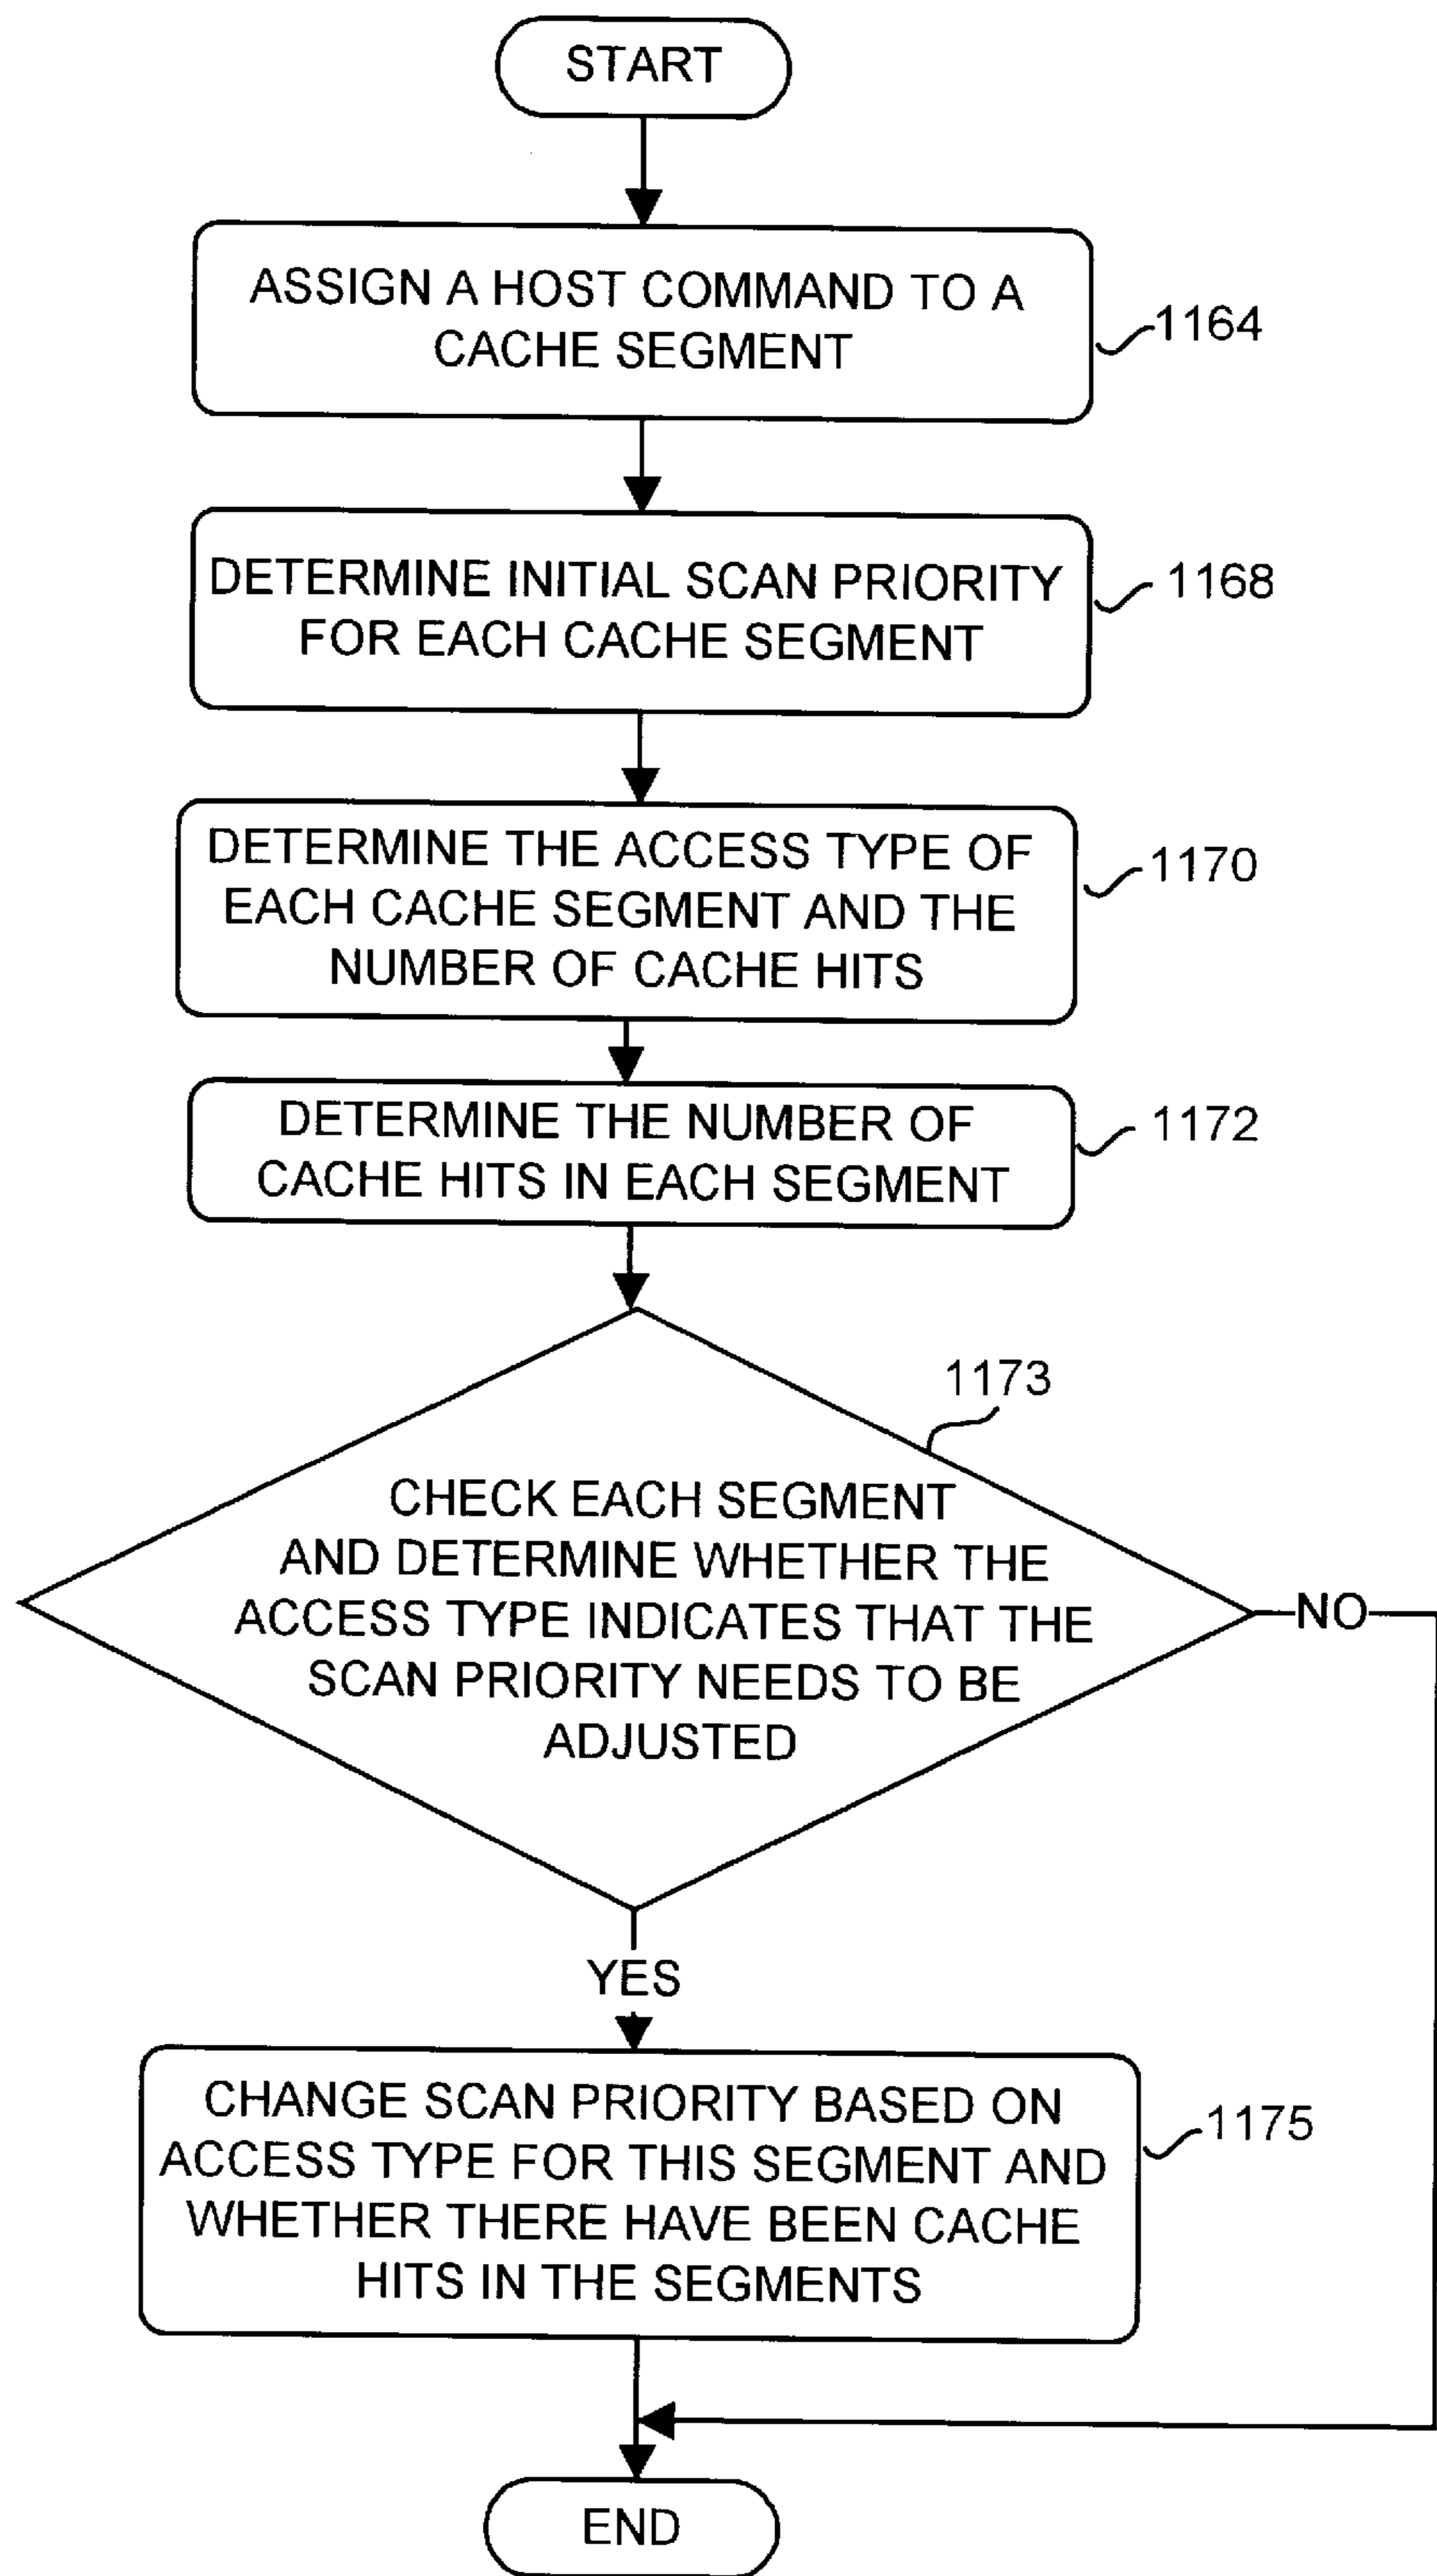 START
ASSIGN A HOST COMMAND TO A
CACHE SEGMENT
1164
DETERMINE INITIAL SCAN PRIORITY
FOR EACH CACHE SEGMENT
1168
DETERMINE THE ACCESS TYPE OF
EACH CACHE SEGMENT AND THE
NUMBER OF CACHE HITS
1170
DETERMINE THE NUMBER OF
CACHE HITS IN EACH SEGMENT
1172
1173
CHECK EACH SEGMENT
AND DETERMINE WHETHER THE
ACCESS TYPE INDICATES THAT THE
SCAN PRIORITY NEEDS TO BE
ADJUSTED
NO
YES
CHANGE SCAN PRIORITY BASED ON
ACCESS TYPE FOR THIS SEGMENT AND
WHETHER THERE HAVE BEEN CACHE
HITS IN THE SEGMENTS
1175
END